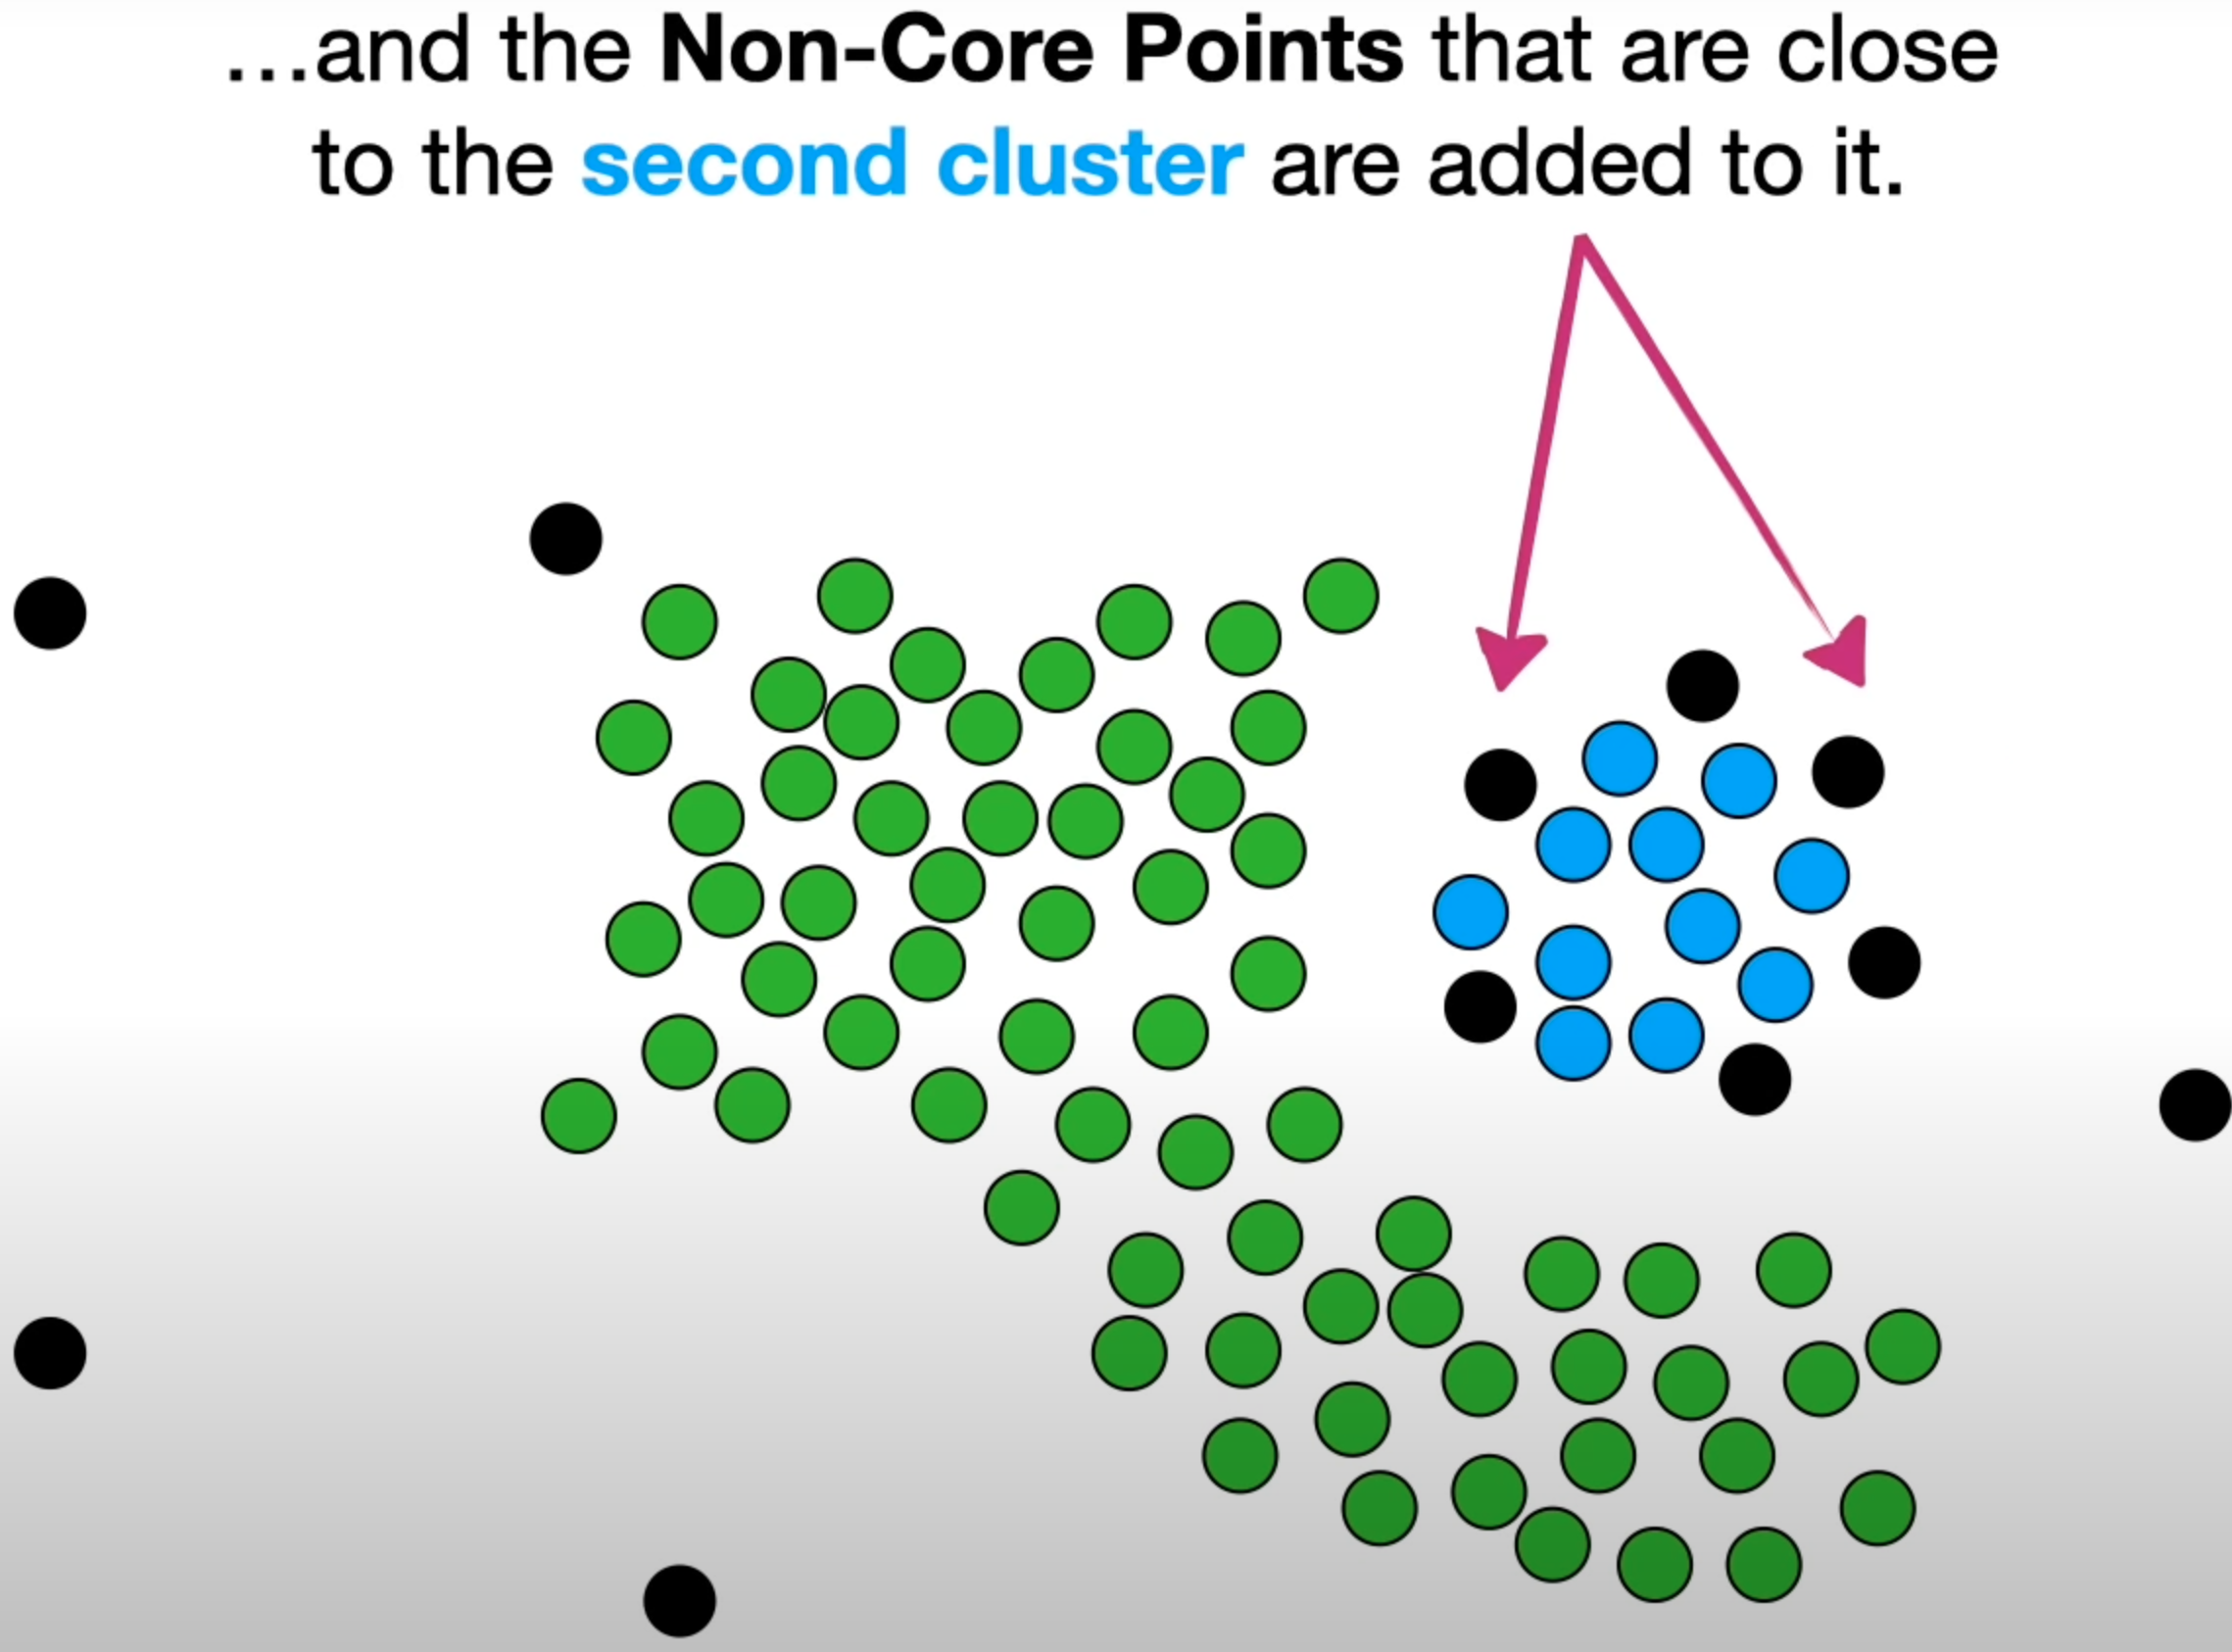 ...and the Non-Core Points that are close
to the second cluster are added to it.